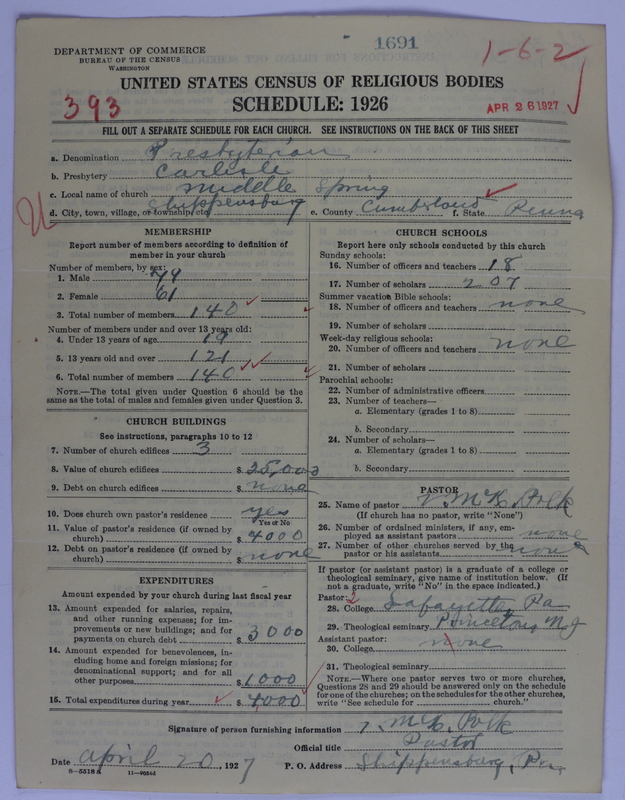 1691
1-6-2
DEPARTMENT OF COMMERCE
BUREAU OF THE CENSUS
WASHINGTON
UNITED STATES CENSUS OF RELIGIOUS BODIES
SCHEDULE: 1926
393
APR 26 1927
FILL OUT A SEPARATE SCHEDULE FOR EACH CHURCH. SEE INSTRUCTIONS ON THE BACK OF THIS SHEET
a. Denomination Presbyterian
b. Presbytery Carlisle
c. Local name of church Middle Spring
d. City, town, village, or township, etc. Shippensburg e. County Cumberland f. State Penna
MEMBERSHIP
Report number of members according to definition of
member in your church
Number of members, by sex:
1. Male 79
2. Female 61
3. Total number of members 140
Number of members under and over 13 years old:
4. Under 13 years of age 19
5. 13 years old and over 121
6. Total number of members 140
NOTE.—The total given under Question 6 should be
same as the total of males and females given under Question 3.
CHURCH BUILDINGS
See instructions, paragraphs 10 to 12
7. Number of church edifices 3
8. Value of church edifices $ 25,000
9. Debt on church edifices $ none
10. Does church own pastor's residence yes
Yes or No
11. Value of pastor's residence (if owned by
church) $ 4000
12. Debt on pastor's residence (if owned by
church) $ none
EXPENDITURES
Amount expended by your church during last fiscal year
13. Amount expended for salaries, repairs,
and other running expenses; for im-
provements or new buildings; and for
payments on church debt $ 3000
14. Amount expended for benevolences, in-
cluding home and foreign missions; for
denominational support; and for all
other purposes $ 1000
15. Total expenditures during year $ 4000
CHURCH SCHOOLS
Report here only schools conducted by this church
Sunday schools:
16. Number of officers and teachers 18
17. Number of scholars 207
Summer vacation Bible schools:
18. Number of officers and teachers none
19. Number of scholars
Week-day religious schools:
20. Number of officers and teachers none
21. Number of scholars
Parochial schools:
22. Number of administrative officers
23. Number of teachers—
a. Elementary (grades 1 to 8)
b. Secondary
24. Number of scholars—
a. Elementary (grades 1 to 8)
b. Secondary
PASTOR
25. Name of pastor McK. Polk
(If church has no pastor, write "None")
26. Number of ordained ministers, if any, em-
ployed as assistant pastors none
27. Number of other churches served by the
pastor or his assistants none
If pastor (or assistant pastor) is a graduate of a college or
theological seminary, give name of institution below. (If
not a graduate, write "No" in the space indicated.)
Pastor: 2
28. College Lafayette, Pa
29. Theological seminary Princeton NJ
Assistant pastor:
30. College none
31. Theological seminary
NOTE.—Where one pastor serves two or more churches,
Questions 28 and 29 should be answered only on the schedule
for one of the churches; on the schedules for the other churches,
write "See schedule for church."
Signature of person furnishing information McK. Polk
Official title Pastor
Date April 20, 1927 P. O. Address Shippensburg, Pa.
8-5518a 11-9056d